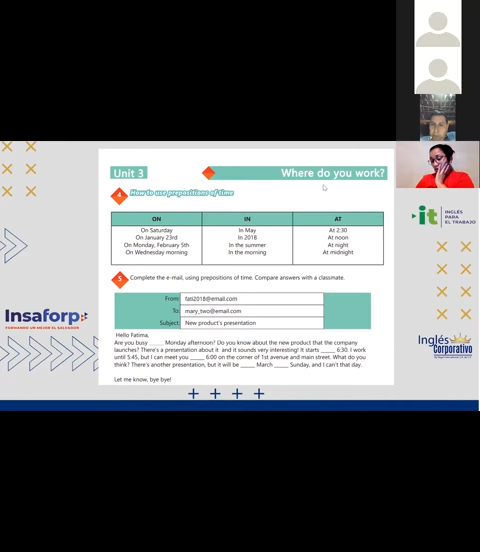 Unit 3
Where do you work?
4 How to use prepositions of time
ON IN AT
On Saturday In May At 2:30
On January 23rd In 2018 At noon
On Monday, February 5th In the summer At night
On Wednesday morning In the morning At midnight
5 Complete the e-mail, using prepositions of time. Compare answers with a classmate.
From: fati2018@email.com
To: mary_two@email.com
Subject: New product's presentation
Hello Fatima,
Are you busy _____ Monday afternoon? Do you know about the new product that the company
launches? There's a presentation about it and it sounds very interesting! It starts _____ 6:30. I work
until 5:45, but I can meet you _____ 6:00 on the corner of 1st avenue and main street. What do you
think? There's another presentation, but it will be _____ March _____ Sunday, and I can't that day.
Let me know, bye bye!
Insaforp
FORMANDO UN MEJOR EL SALVADOR
it INGLÉS
PARA
EL TRABAJO
Inglés
Corporativo